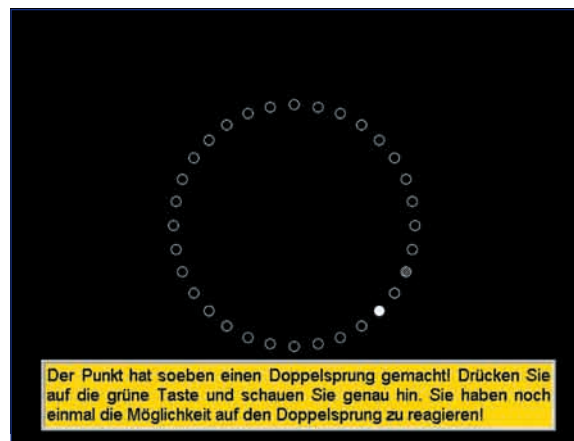 Der Punkt hat soeben einen Doppelsprung gemacht! Drücken Sie
auf die grüne Taste und schauen Sie genau hin. Sie haben noch
einmal die Möglichkeit auf den Doppelsprung zu reagieren!